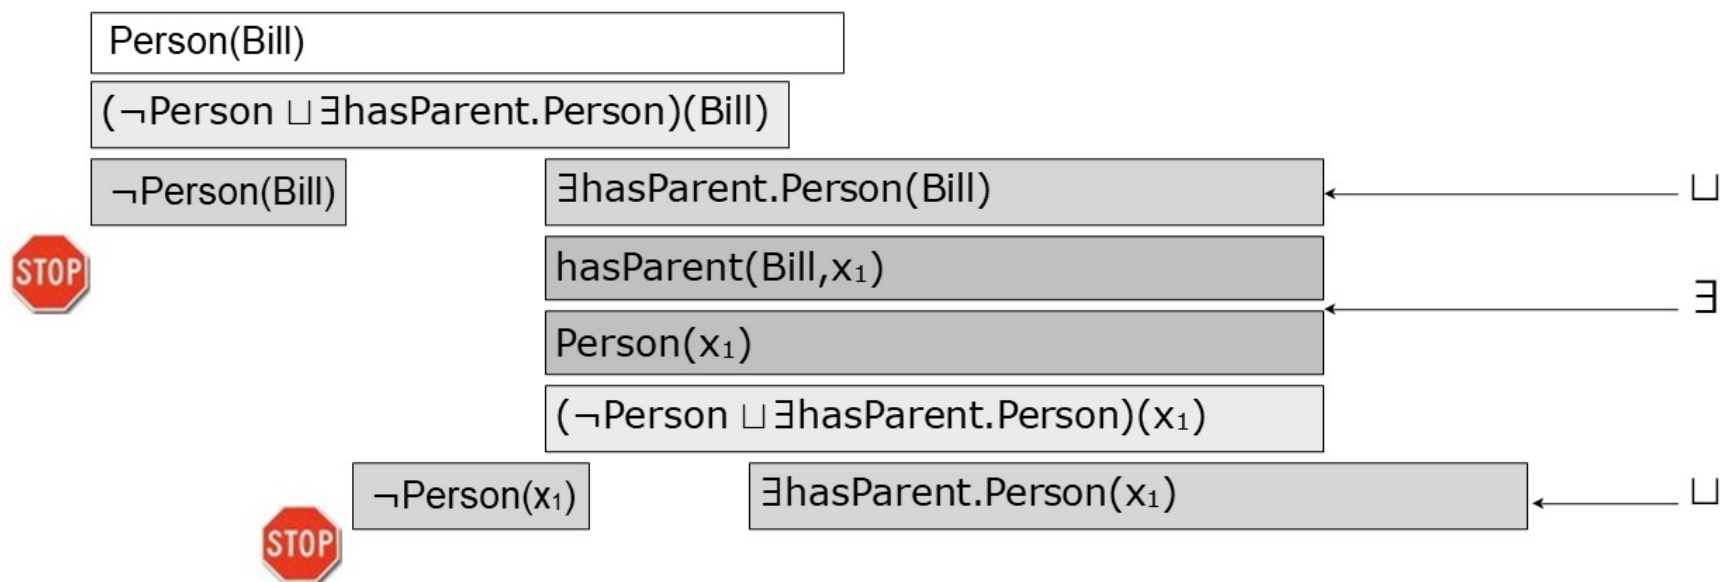 Person(Bill)
(¬Person ⊔ ∃hasParent.Person)(Bill)
¬Person(Bill) ∃hasParent.Person(Bill) ⊔
STOP hasParent(Bill,x₁)
∃
Person(x₁)
(¬Person ⊔ ∃hasParent.Person)(x₁)
¬Person(x₁) ∃hasParent.Person(x₁) ⊔
STOP